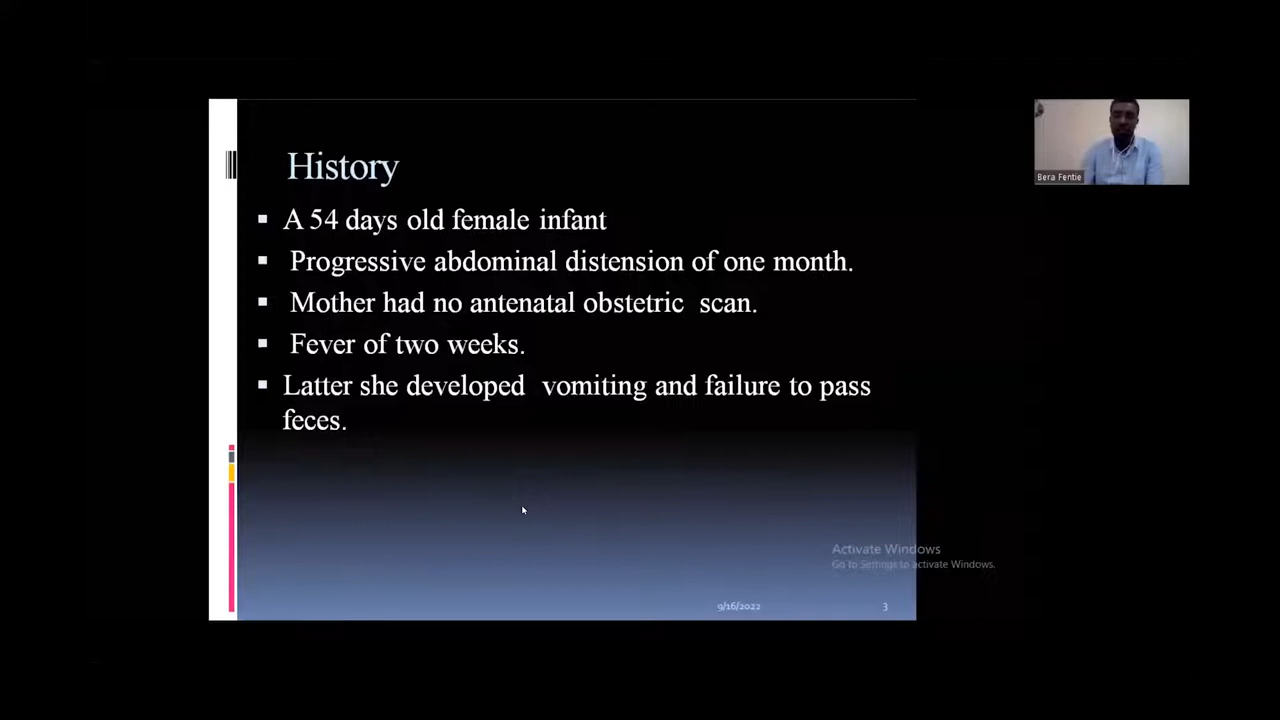 History
▪ A 54 days old female infant
▪ Progressive abdominal distension of one month.
▪ Mother had no antenatal obstetric scan.
▪ Fever of two weeks.
▪ Latter she developed vomiting and failure to pass
feces.
Bera Fentie
Activate Windows
Go to Settings to activate Windows.
9/16/2022 3